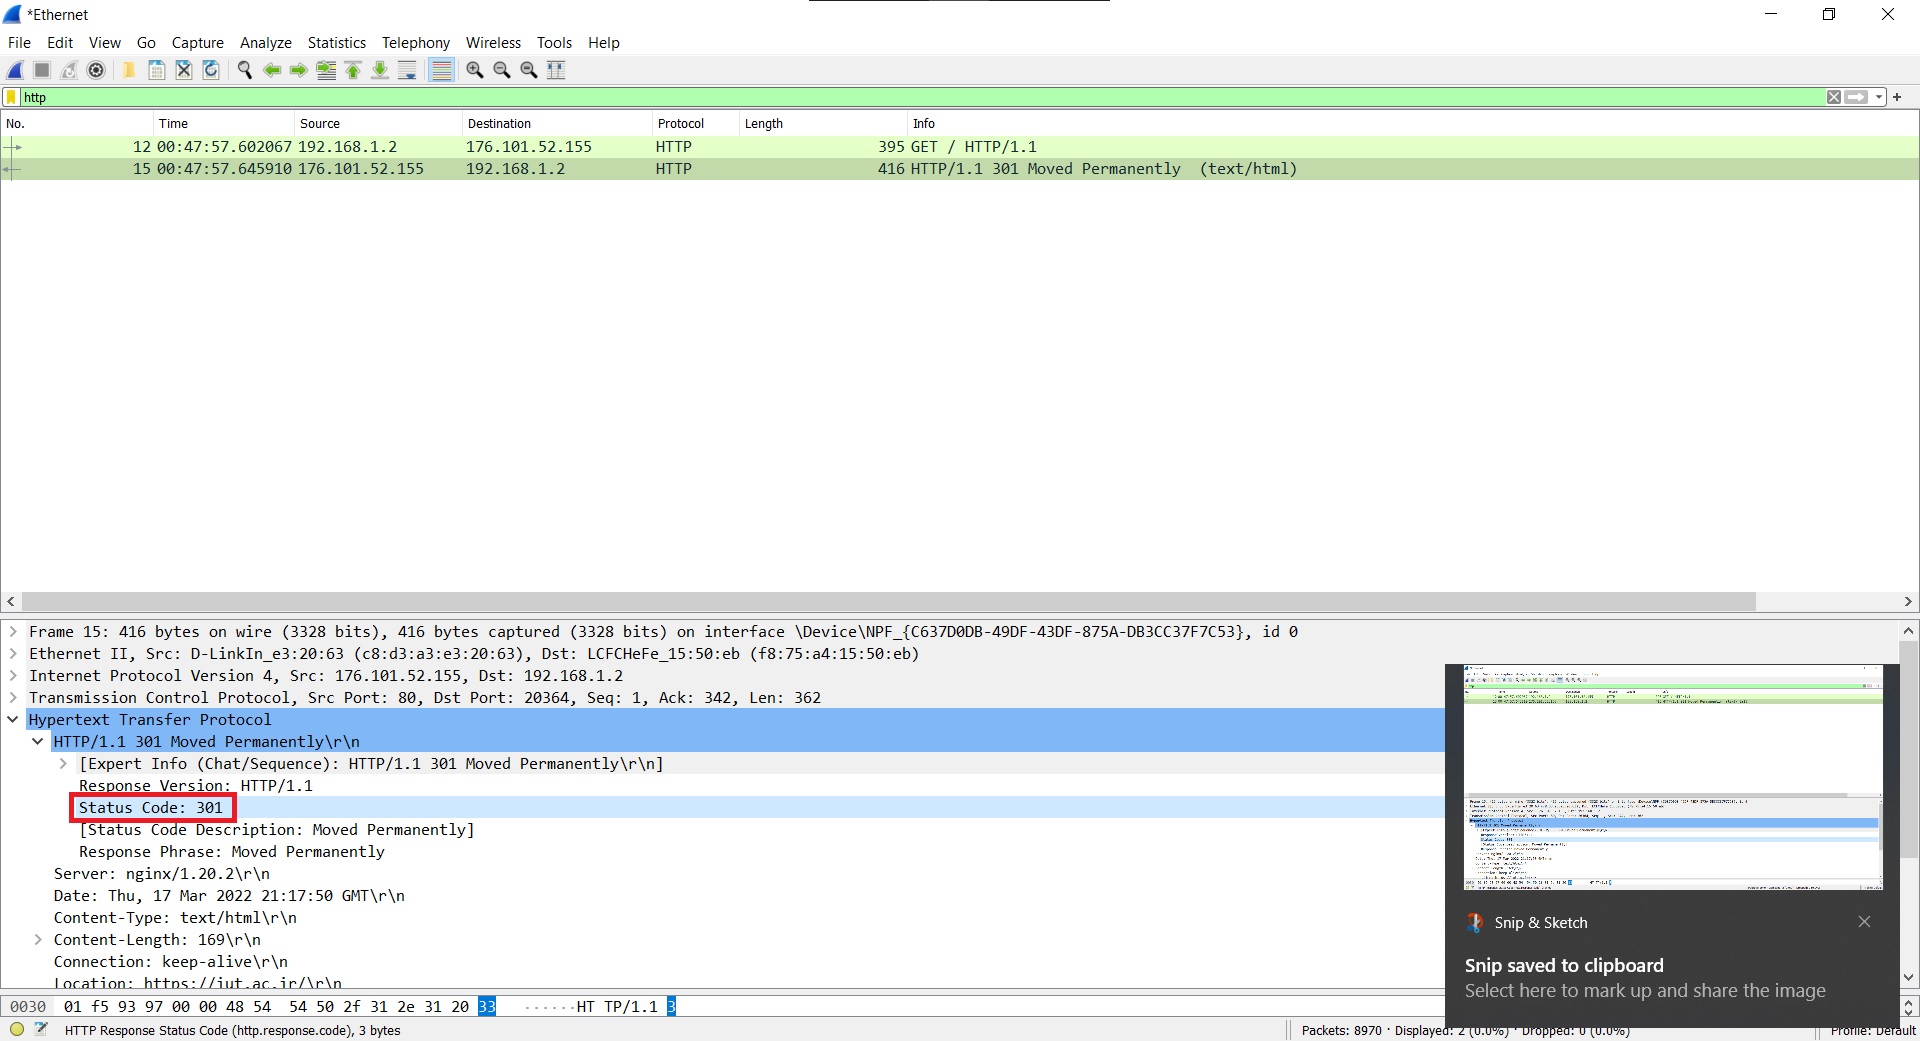 *Ethernet
File Edit View Go Capture Analyze Statistics Telephony Wireless Tools Help
http
No. Time Source Destination Protocol Length Info
12 00:47:57.602067 192.168.1.2 176.101.52.155 HTTP 395 GET / HTTP/1.1
15 00:47:57.645910 176.101.52.155 192.168.1.2 HTTP 416 HTTP/1.1 301 Moved Permanently (text/html)
Frame 15: 416 bytes on wire (3328 bits), 416 bytes captured (3328 bits) on interface \Device\NPF_{C637D0DB-49DF-43DF-875A-DB3CC37F7C53}, id 0
Ethernet II, Src: D-LinkIn_e3:20:63 (c8:d3:a3:e3:20:63), Dst: LCFCHeFe_15:50:eb (f8:75:a4:15:50:eb)
Internet Protocol Version 4, Src: 176.101.52.155, Dst: 192.168.1.2
Transmission Control Protocol, Src Port: 80, Dst Port: 20364, Seq: 1, Ack: 342, Len: 362
Hypertext Transfer Protocol
HTTP/1.1 301 Moved Permanently\r\n
[Expert Info (Chat/Sequence): HTTP/1.1 301 Moved Permanently\r\n]
Response Version: HTTP/1.1
Status Code: 301
[Status Code Description: Moved Permanently]
Response Phrase: Moved Permanently
Server: nginx/1.20.2\r\n
Date: Thu, 17 Mar 2022 21:17:50 GMT\r\n
Content-Type: text/html\r\n
Content-Length: 169\r\n
Connection: keep-alive\r\n
Location: https://iut.ac.ir/\r\n
Snip & Sketch
Snip saved to clipboard
Select here to mark up and share the image
0030 01 f5 93 97 00 00 48 54 54 50 2f 31 2e 31 20 33 ······HT TP/1.1 3
HTTP Response Status Code (http.response.code), 3 bytes
Packets: 8970 · Displayed: 2 (0.0%) · Dropped: 0 (0.0%)
Profile: Default